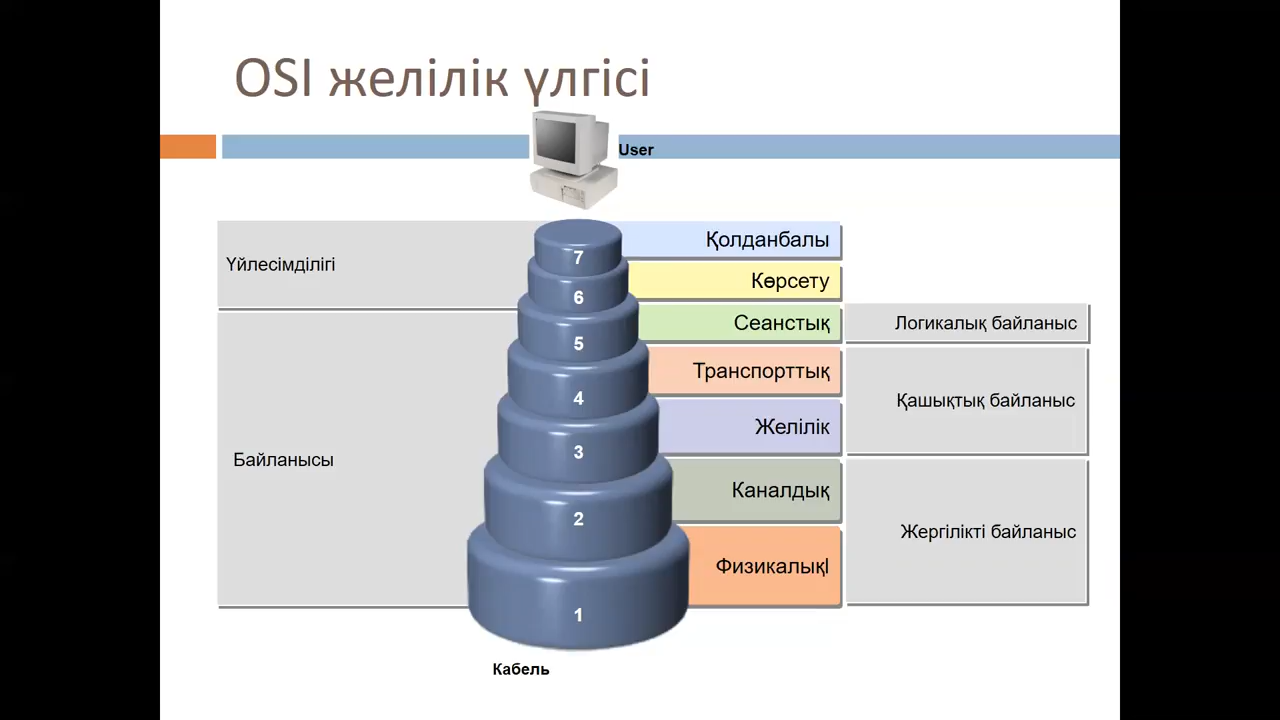 OSI желілік үлгісі
User
Үйлесімділігі
Байланысы
7
6
5
4
3
2
1
Қолданбалы
Көрсету
Сеанстық
Транспорттық
Желілік
Каналдық
Физикалықl
Логикалық байланыс
Қашықтық байланыс
Жергілікті байланыс
Кабель